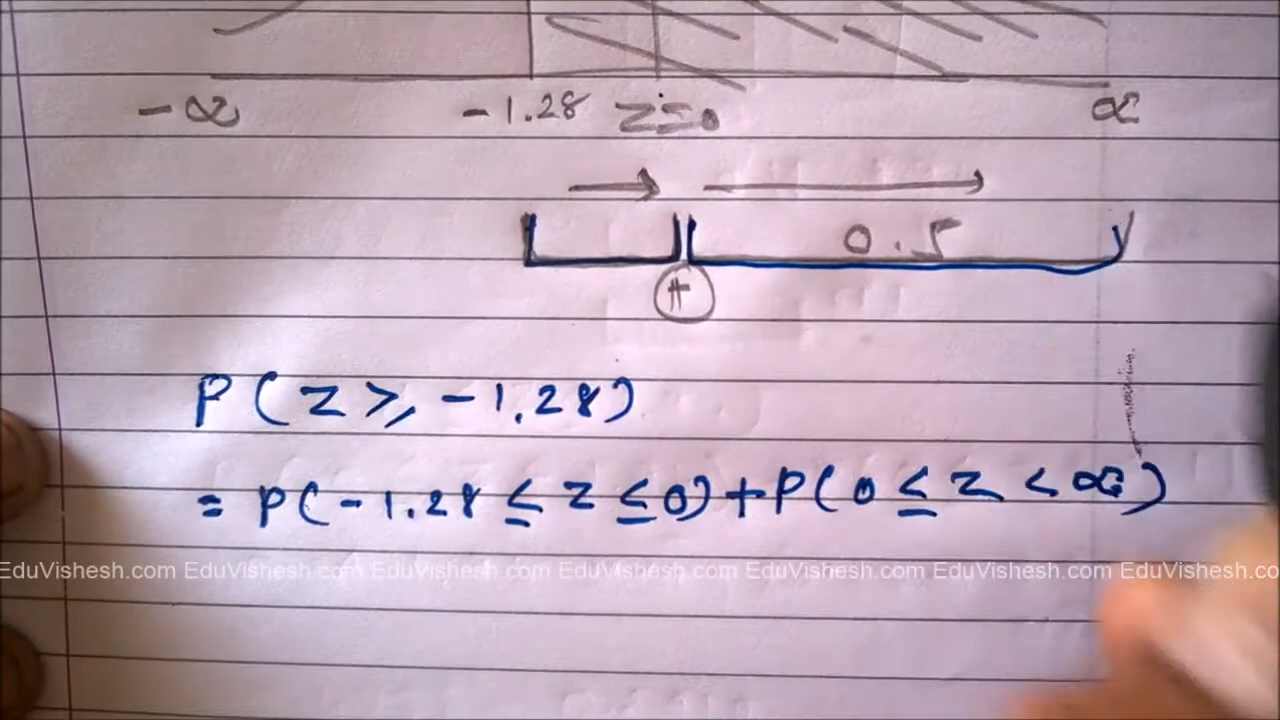 -∞ -1.28 Z=0 ∞
0.5
+
P(Z ≥ -1.28)
= P(-1.28 ≤ Z ≤ 0) + P(0 ≤ Z < ∞)
EduVishesh.com EduVishesh.com EduVishesh.com EduVishesh.com EduVishesh.com EduVishesh.com EduVishesh.co